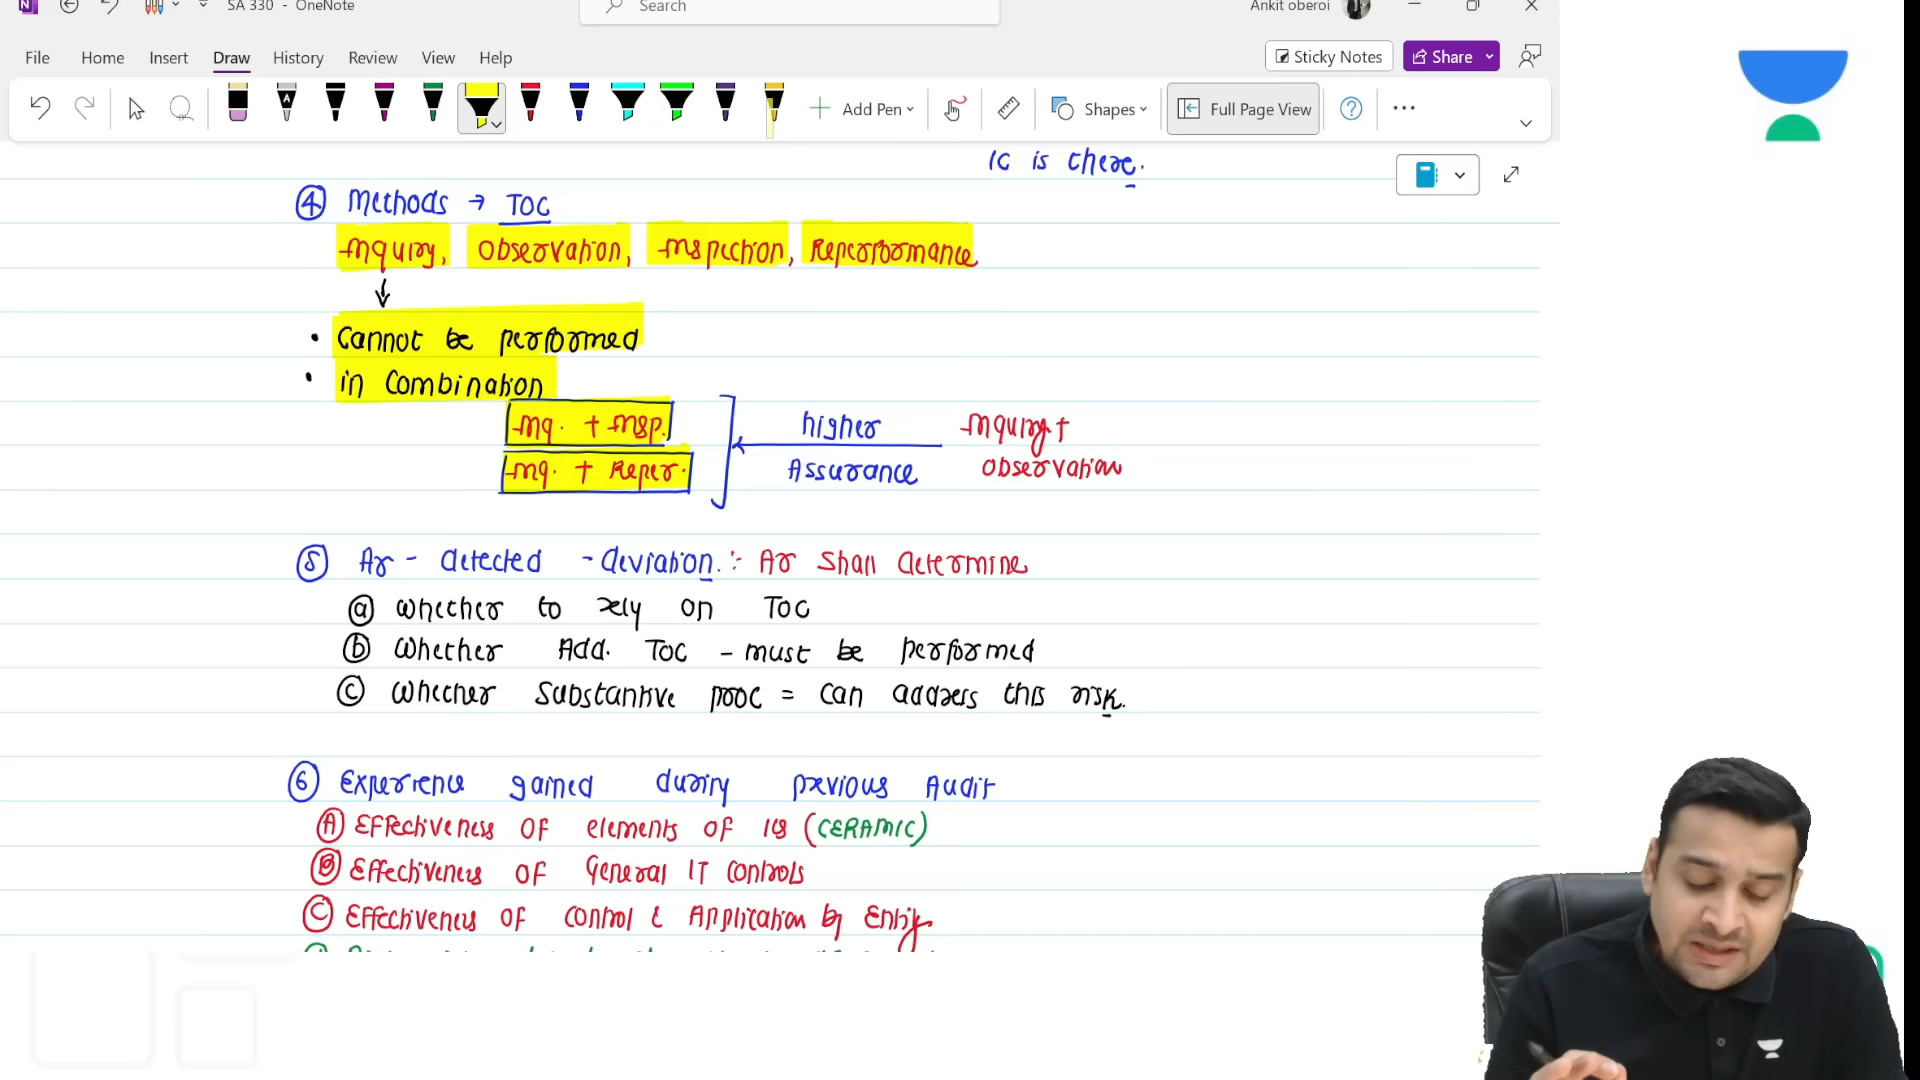 SA 330 - OneNote
Search
Ankit oberoi
File Home Insert Draw History Review View Help
Sticky Notes
Share
Add Pen
Shapes
Full Page View
IC is there.
④ Methods → TOC
Inquiry, Observation, Inspection, Reperformance
• Cannot be performed
• in Combination
Inq. + Insp.
Inq. + Reper.
higher
Assurance
Inquiry +
Observation
⑤ Ar - detected - deviation ∵ Ar Shall Determine
ⓐ Whether to rely on TOC
ⓑ Whether Add. TOC - must be performed
ⓒ Whether Substantive proc = Can address this risk.
⑥ Experience gained during previous Audit
Ⓐ Effectiveness OF elements OF IC (CERAMIC)
Ⓑ Effectiveness OF General IT Controls
Ⓒ Effectiveness OF Control & Application by Entity